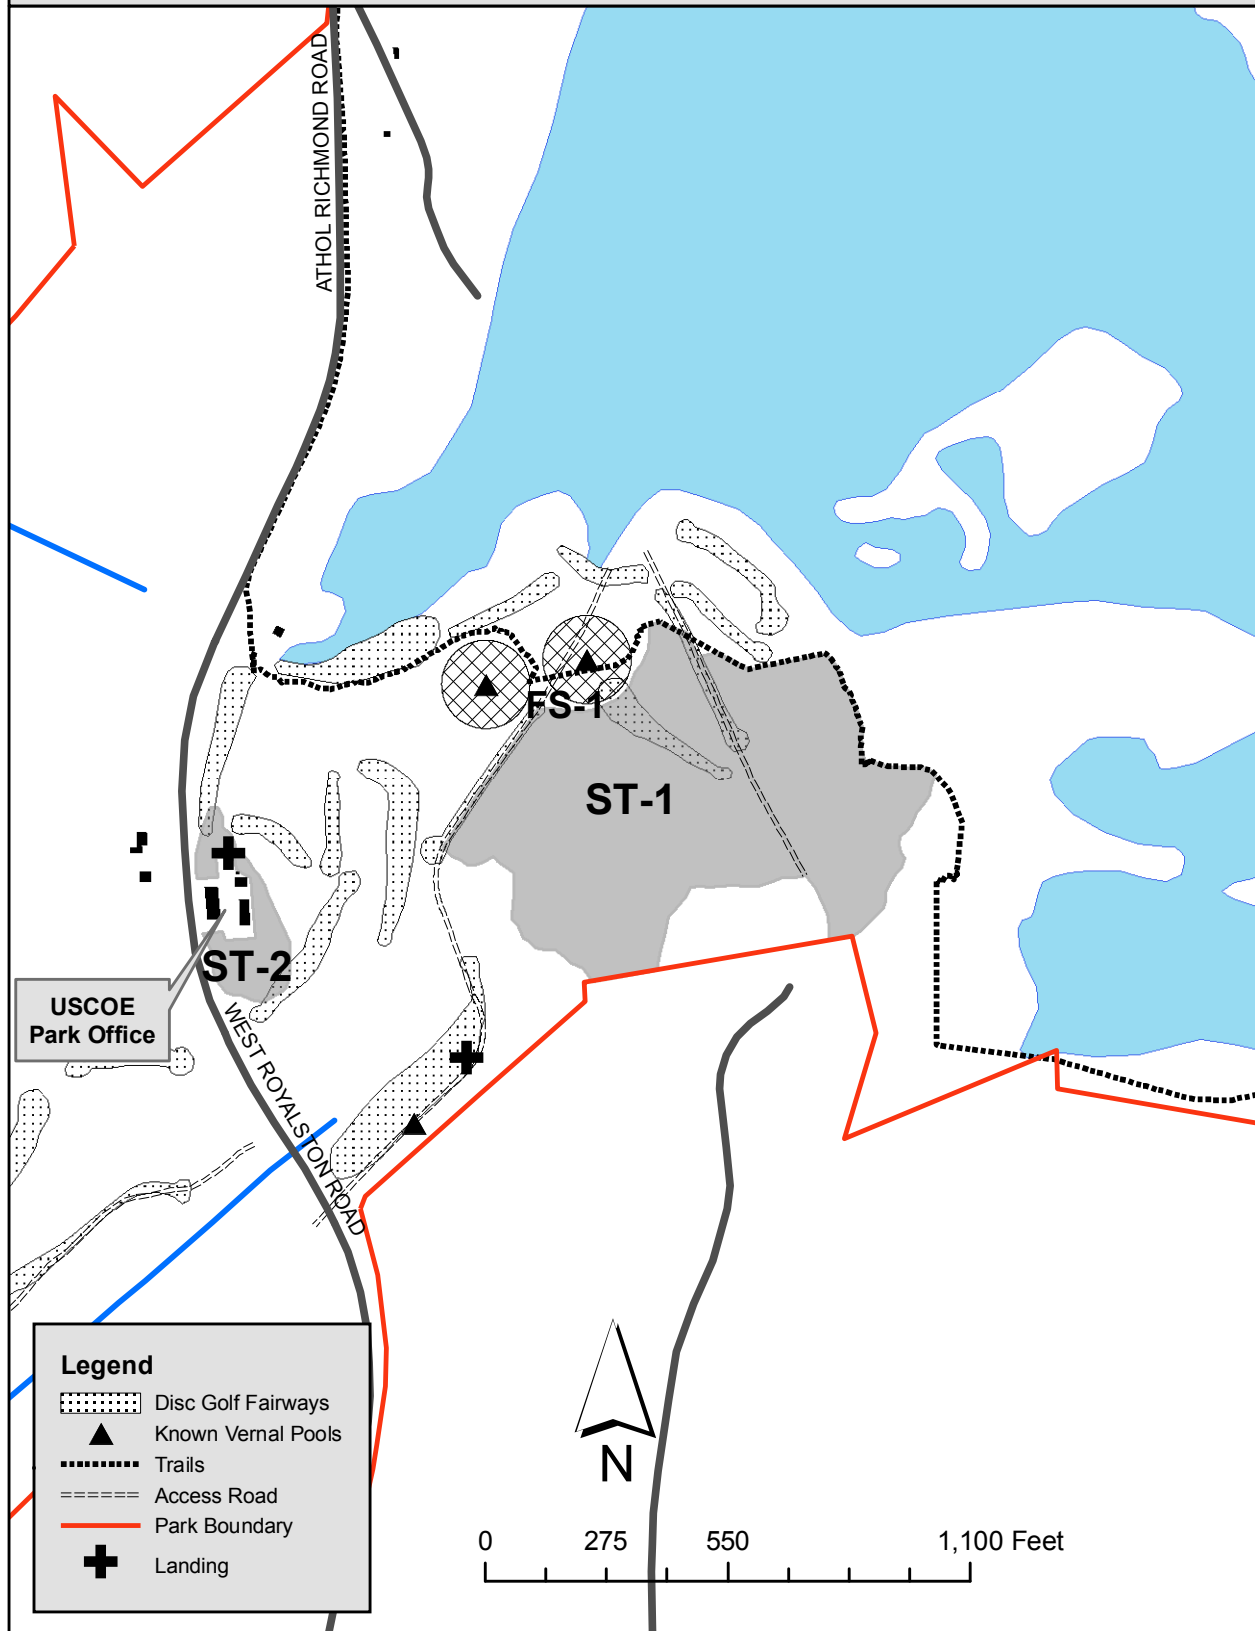 ATHOL RICHMOND ROAD
FS-1
ST-1
ST-2
USCOE
Park Office
WEST ROYALSTON ROAD
Legend
Disc Golf Fairways
Known Vernal Pools
Trails
Access Road
Park Boundary
Landing
N
0 275 550 1,100 Feet